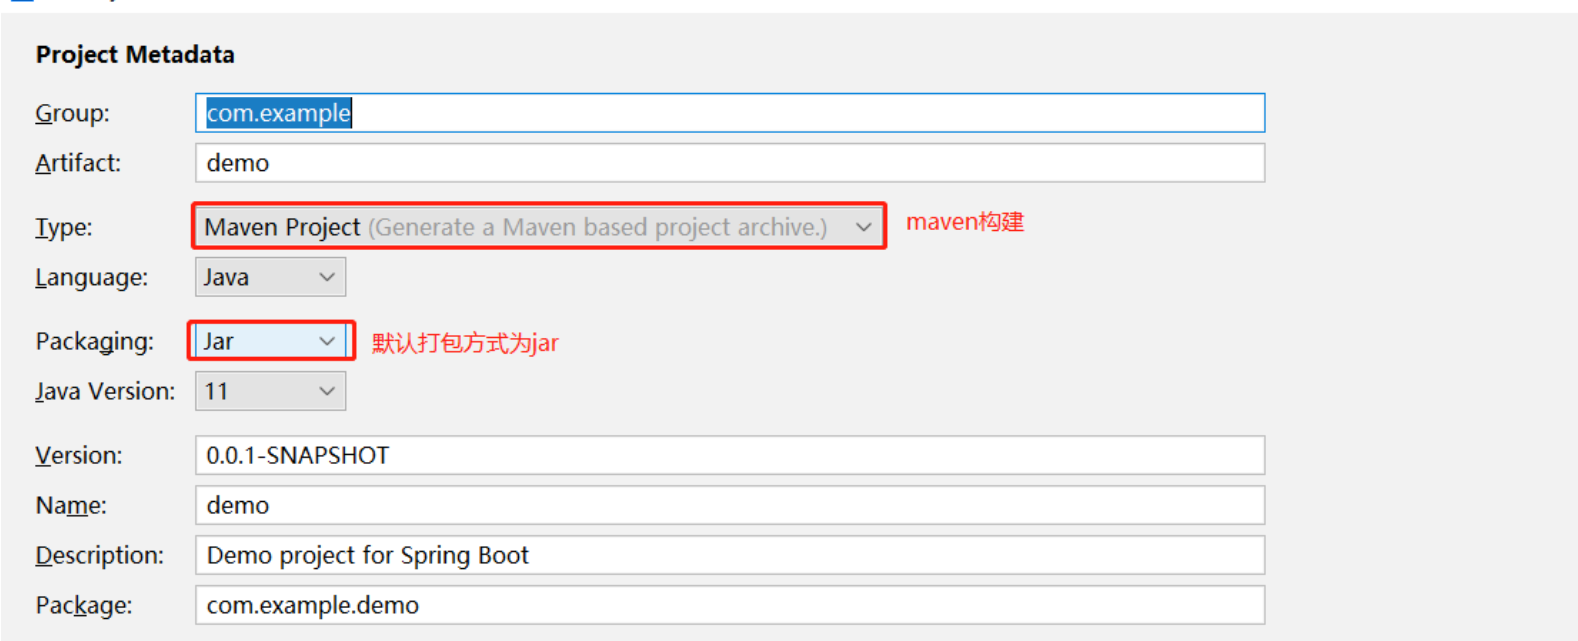 Project Metadata
Group: com.example
Artifact: demo
Type: Maven Project (Generate a Maven based project archive.) maven构建
Language: Java
Packaging: Jar 默认打包方式为jar
Java Version: 11
Version: 0.0.1-SNAPSHOT
Name: demo
Description: Demo project for Spring Boot
Package: com.example.demo